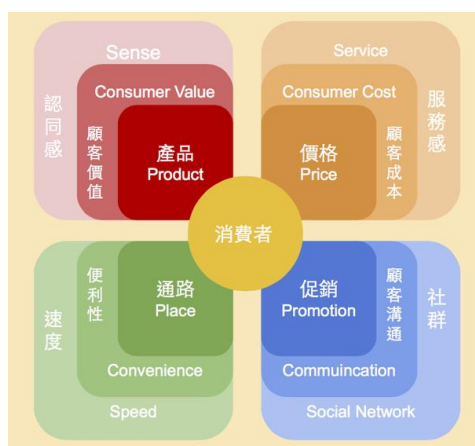 Sense
Consumer Value
認同感
顧客價值
產品
Product
Service
Consumer Cost
價格
Price
顧客成本
服務感
消費者
速度
便利性
通路
Place
Convenience
Speed
促銷
Promotion
顧客溝通
社群
Commuincation
Social Network